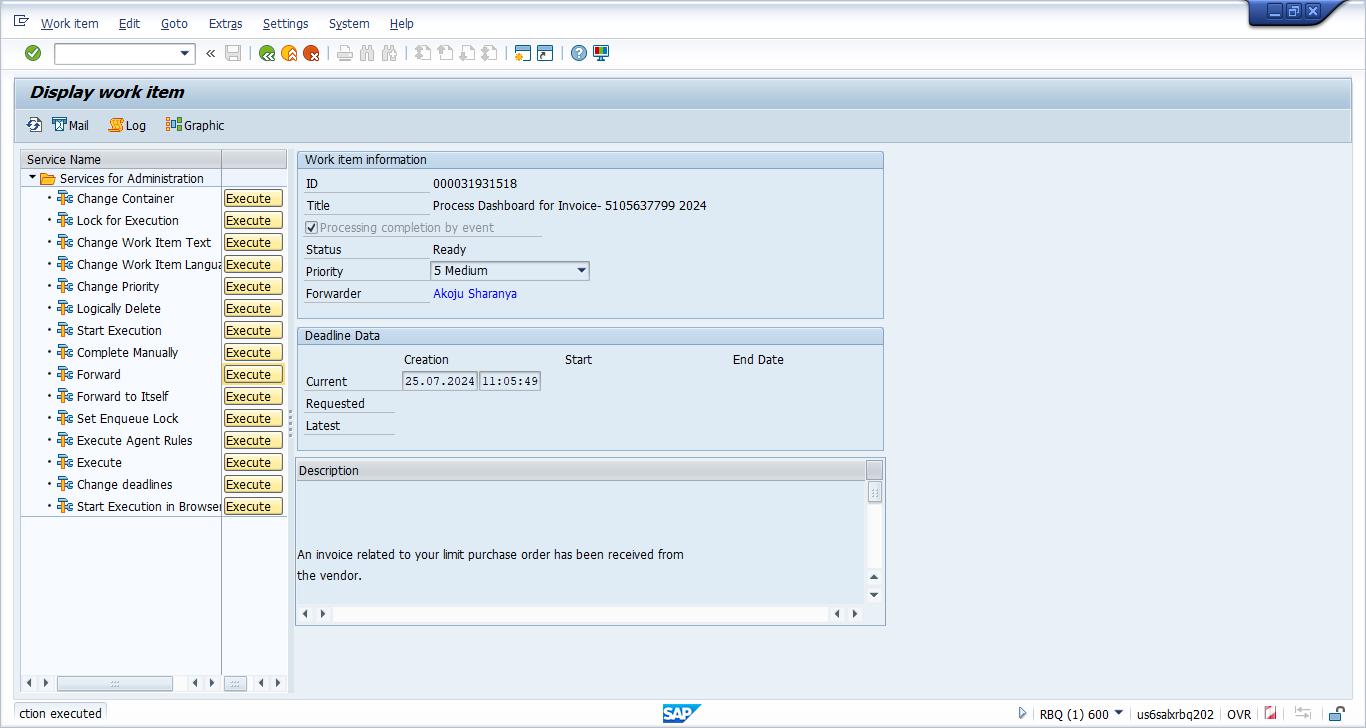 Work item Edit Goto Extras Settings System Help
Display work item
Mail Log Graphic
Service Name
Services for Administration
Change Container Execute
Lock for Execution Execute
Change Work Item Text Execute
Change Work Item Langua Execute
Change Priority Execute
Logically Delete Execute
Start Execution Execute
Complete Manually Execute
Forward Execute
Forward to Itself Execute
Set Enqueue Lock Execute
Execute Agent Rules Execute
Execute Execute
Change deadlines Execute
Start Execution in Browser Execute
Work item information
ID 000031931518
Title Process Dashboard for Invoice- 5105637799 2024
Processing completion by event
Status Ready
Priority 5 Medium
Forwarder Akoju Sharanya
Deadline Data
Creation Start End Date
Current 25.07.2024 11:05:49
Requested
Latest
Description
An invoice related to your limit purchase order has been received from
the vendor.
ction executed SAP RBQ (1) 600 us6salxrbq202 OVR